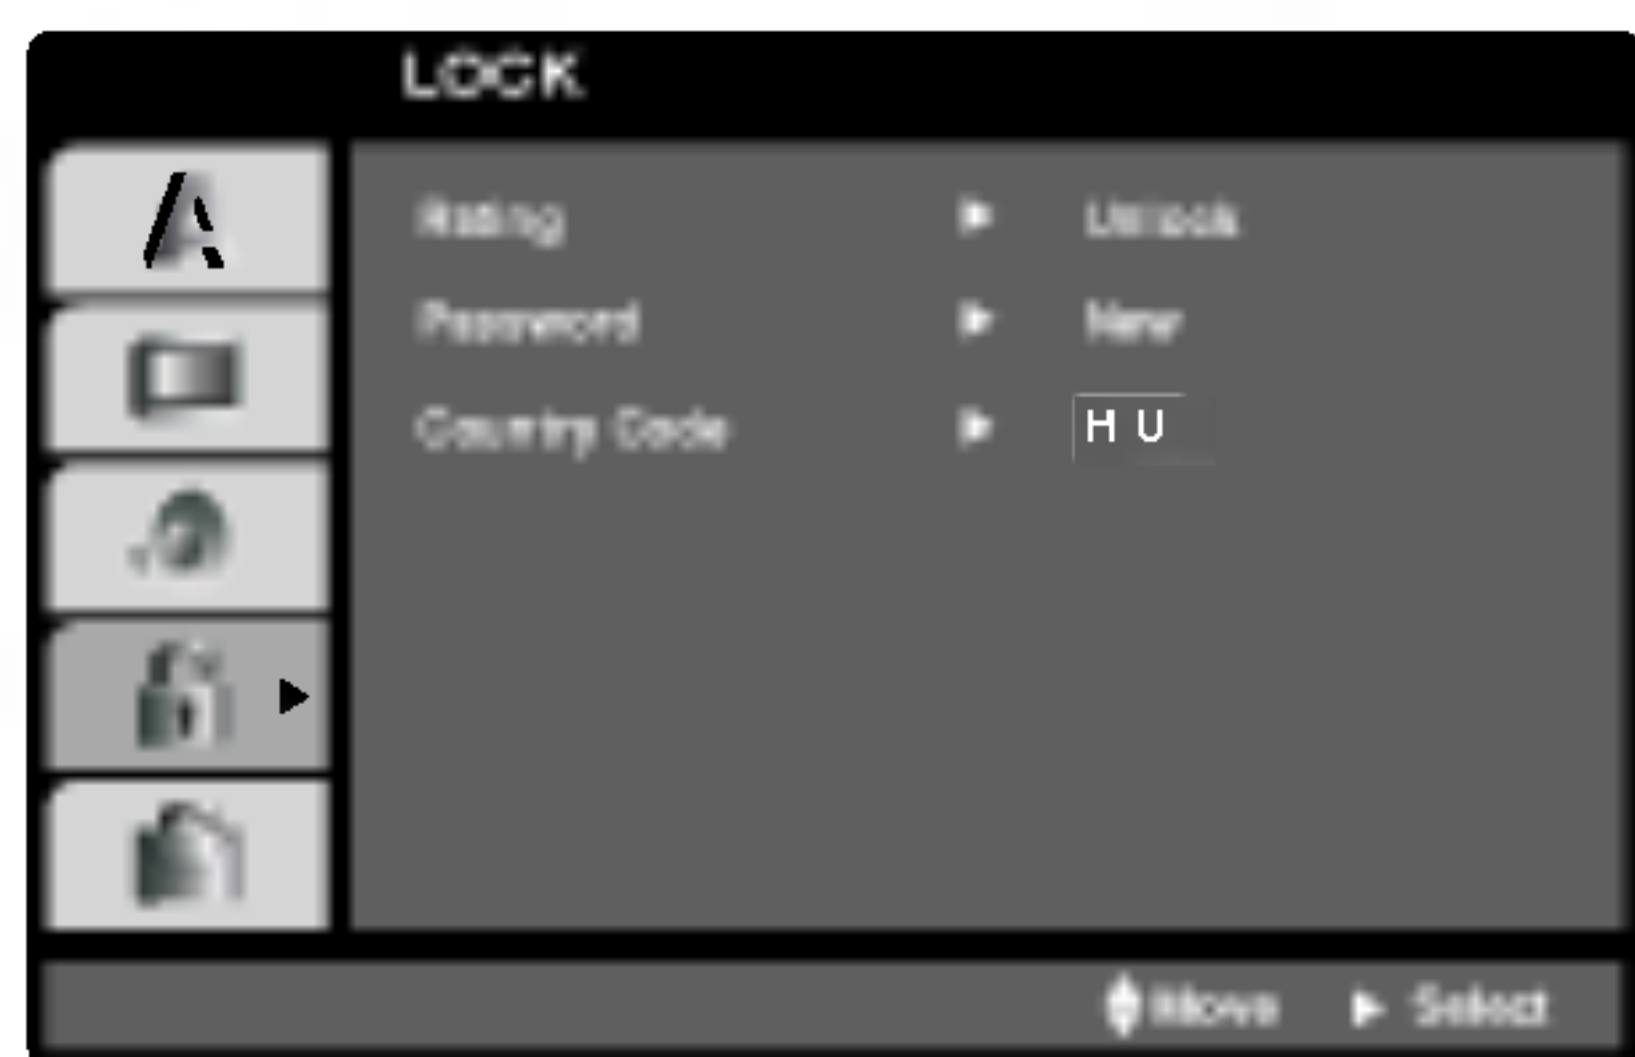 LOCK
Rating ► Unlock
Password ► New
Country Code ► H U
Move ► Select